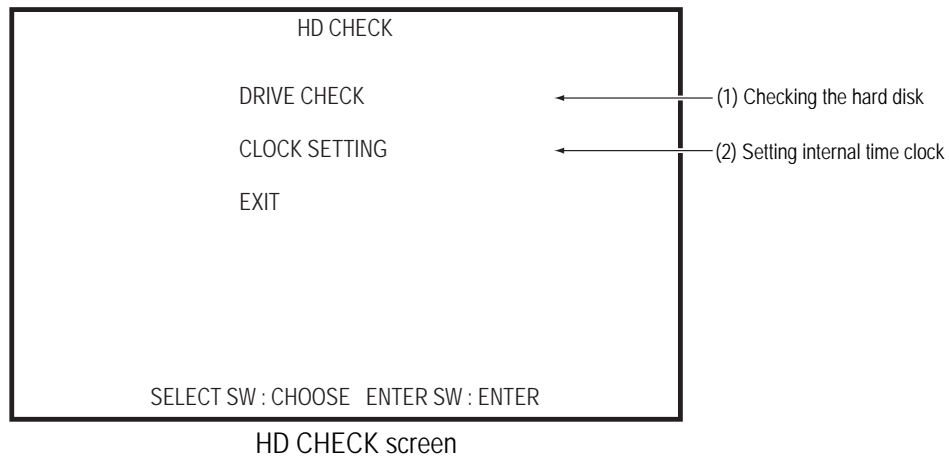 HD CHECK
DRIVE CHECK
(1) Checking the hard disk
CLOCK SETTING
(2) Setting internal time clock
EXIT
SELECT SW : CHOOSE ENTER SW : ENTER
HD CHECK screen